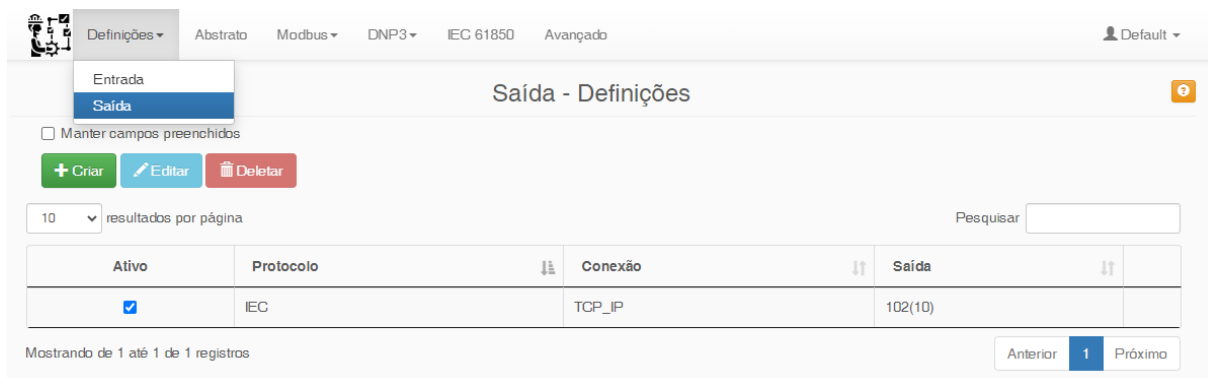 Definições Abstrato Modbus DNP3 IEC 61850 Avançado Default
Entrada
Saída
Saída - Definições
Manter campos preenchidos
Criar Editar Deletar
10 resultados por página Pesquisar
Ativo Protocolo Conexão Saída
IEC TCP_IP 102(10)
Mostrando de 1 até 1 de 1 registros Anterior 1 Próximo